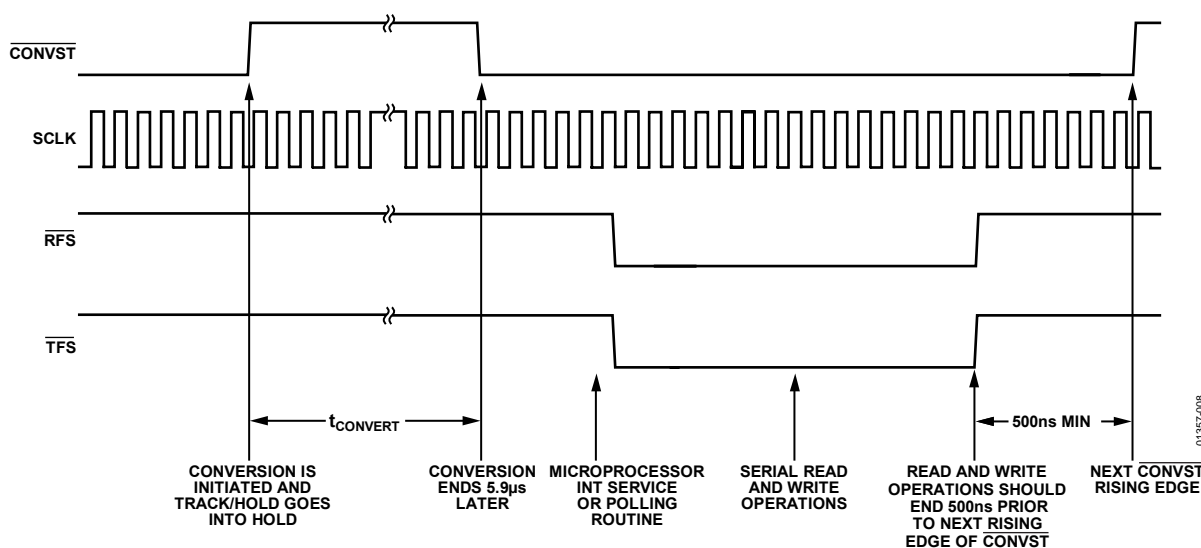 CONVST
SCLK
RFS
TFS
tCONVERT
500ns MIN
CONVERSION IS
INITIATED AND
TRACK/HOLD GOES
INTO HOLD
CONVERSION
ENDS 5.9µs
LATER
MICROPROCESSOR
INT SERVICE
OR POLLING
ROUTINE
SERIAL READ
AND WRITE
OPERATIONS
READ AND WRITE
OPERATIONS SHOULD
END 500ns PRIOR
TO NEXT RISING
EDGE OF CONVST
NEXT CONVST
RISING EDGE
01357-008